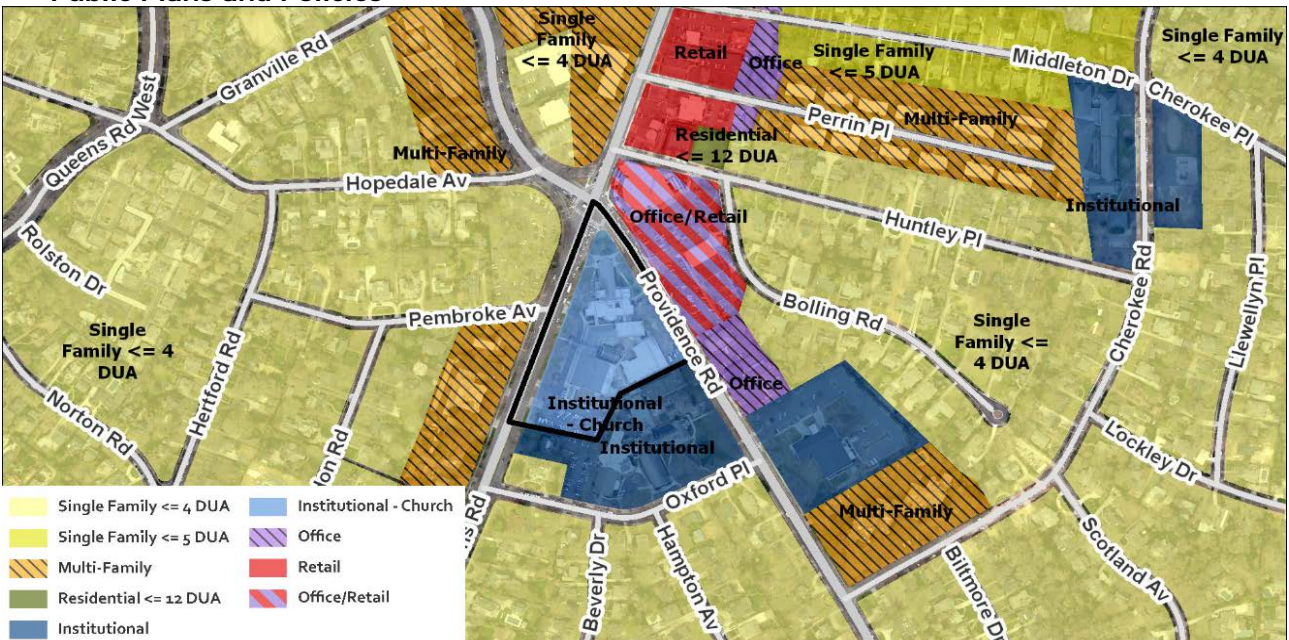 Public Plans and Policies
Single
Family
<= 4 DUA
Retail
Office
Single Family
<= 5 DUA
Middleton Dr
Single Family
<= 4 DUA
Cherokee Pl
Queens Rd West
Granville Rd
Multi-Family
Hopedale Av
Residential
<= 12 DUA
Perrin Pl
Multi-Family
Institutional
Office/Retail
Huntley Pl
Rolston Dr
Pembroke Av
Providence Rd
Bolling Rd
Cherokee Rd
Llewellyn Pl
Single
Family <= 4
DUA
Single
Family <=
4 DUA
Hertford Rd
Norton Rd
Office
Institutional
- Church
Institutional
Lockley Dr
Oxford Pl
Multi-Family
Beverly Dr
Hampton Av
Biltmore Dr
Scotland Av
Single Family <= 4 DUA
Single Family <= 5 DUA
Multi-Family
Residential <= 12 DUA
Institutional
Institutional - Church
Office
Retail
Office/Retail